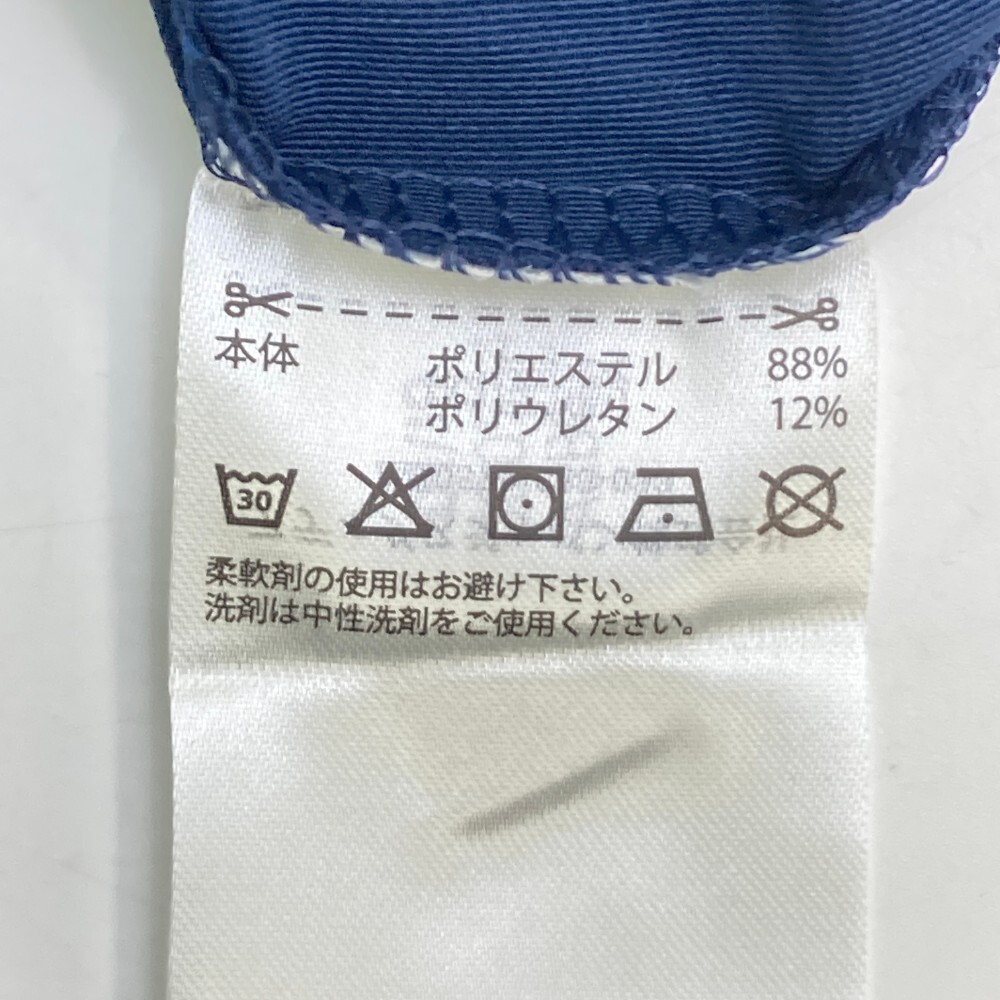 本体 ポリエステル 88%
ポリウレタン 12%
30
柔軟剤の使用はお避け下さい。
洗剤は中性洗剤をご使用ください。